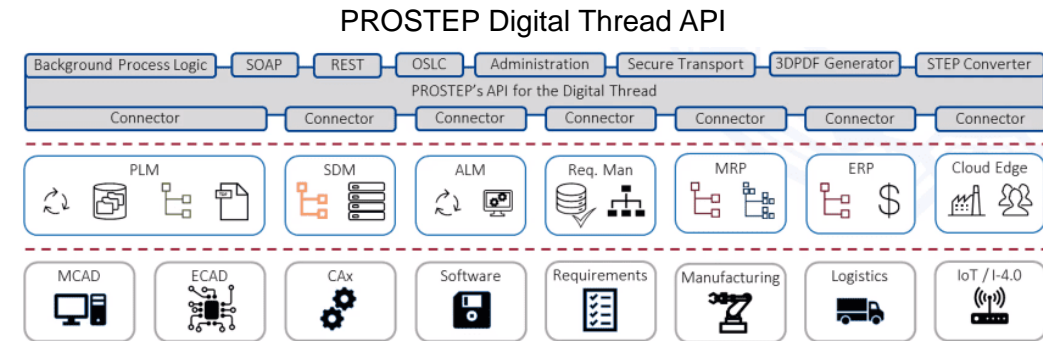 PROSTEP Digital Thread API
Background Process Logic SOAP REST OSLC Administration Secure Transport 3DPDF Generator STEP Converter
PROSTEP's API for the Digital Thread
Connector Connector Connector Connector Connector Connector Connector
PLM SDM ALM Req. Man MRP ERP Cloud Edge
$
MCAD ECAD CAx Software Requirements Manufacturing Logistics IoT / I-4.0